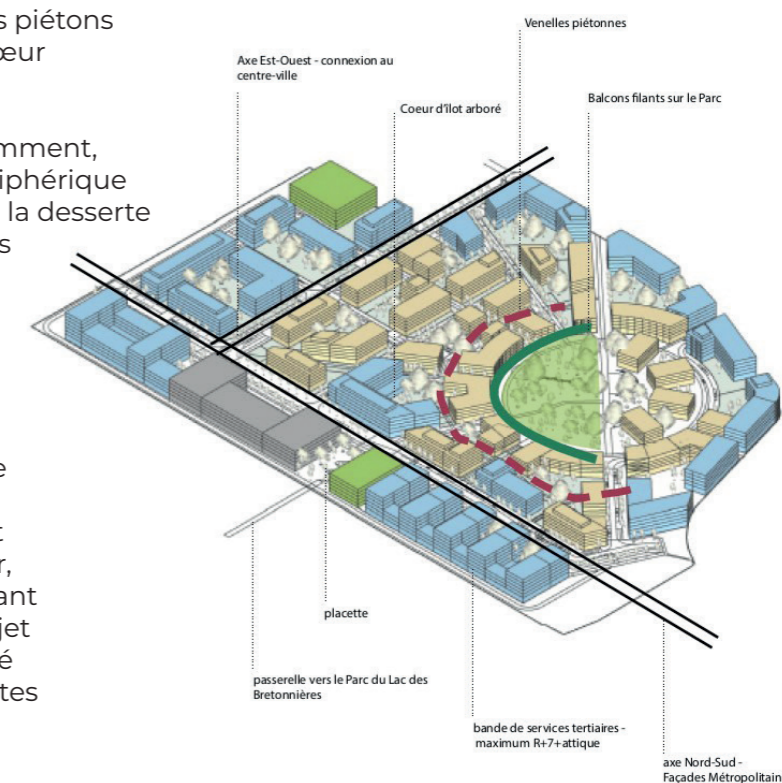 s piétons
œur
mment,
iphérique
la desserte
s
e
t
r,
ant
jet
é
tes
Venelles piétonnes
Axe Est-Ouest - connexion au
centre-ville
Coeur d'îlot arboré
Balcons filants sur le Parc
placette
passerelle vers le Parc du Lac des
Bretonnières
bande de services tertiaires -
maximum R+7+attique
axe Nord-Sud -
Façades Métropolitain